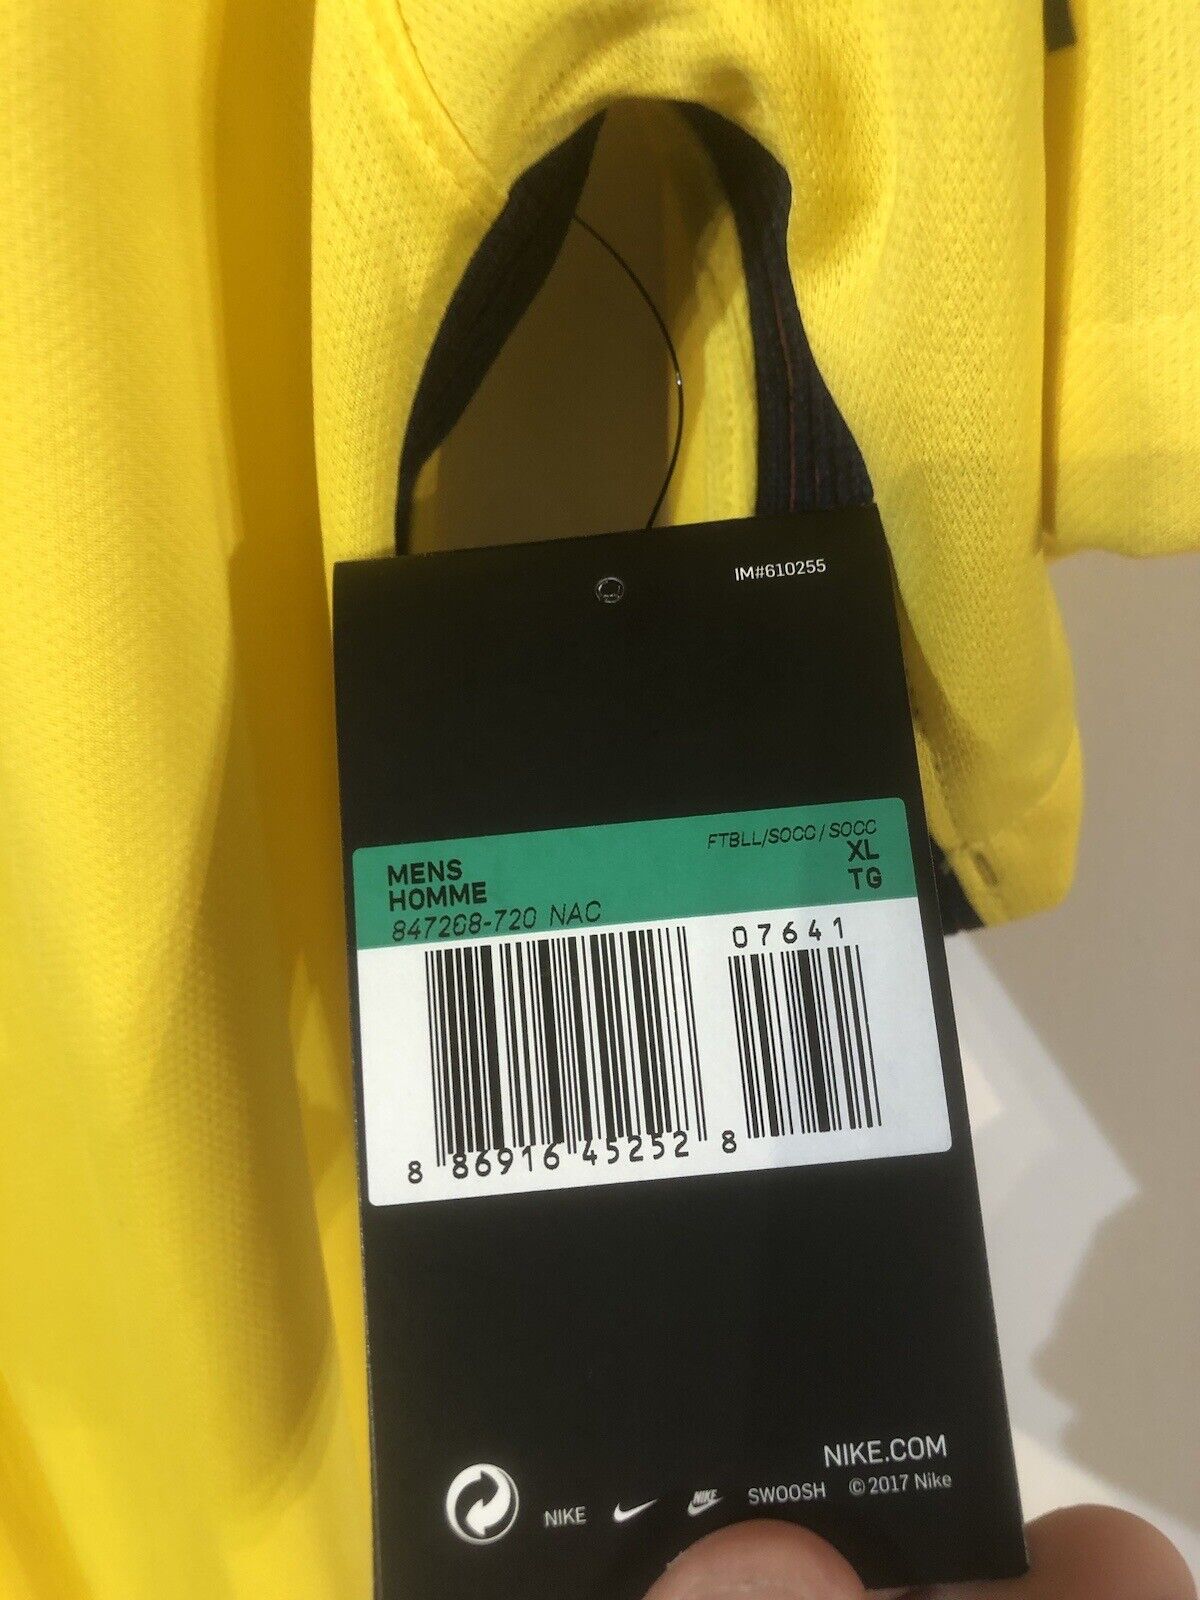 IM#610255
FTBLL/SOCC / SOCC
MENS XL
HOMME TG
847268-720 NAC
07641
8 86916 45252 8
NIKE.COM
NIKE NIKE SWOOSH © 2017 Nike